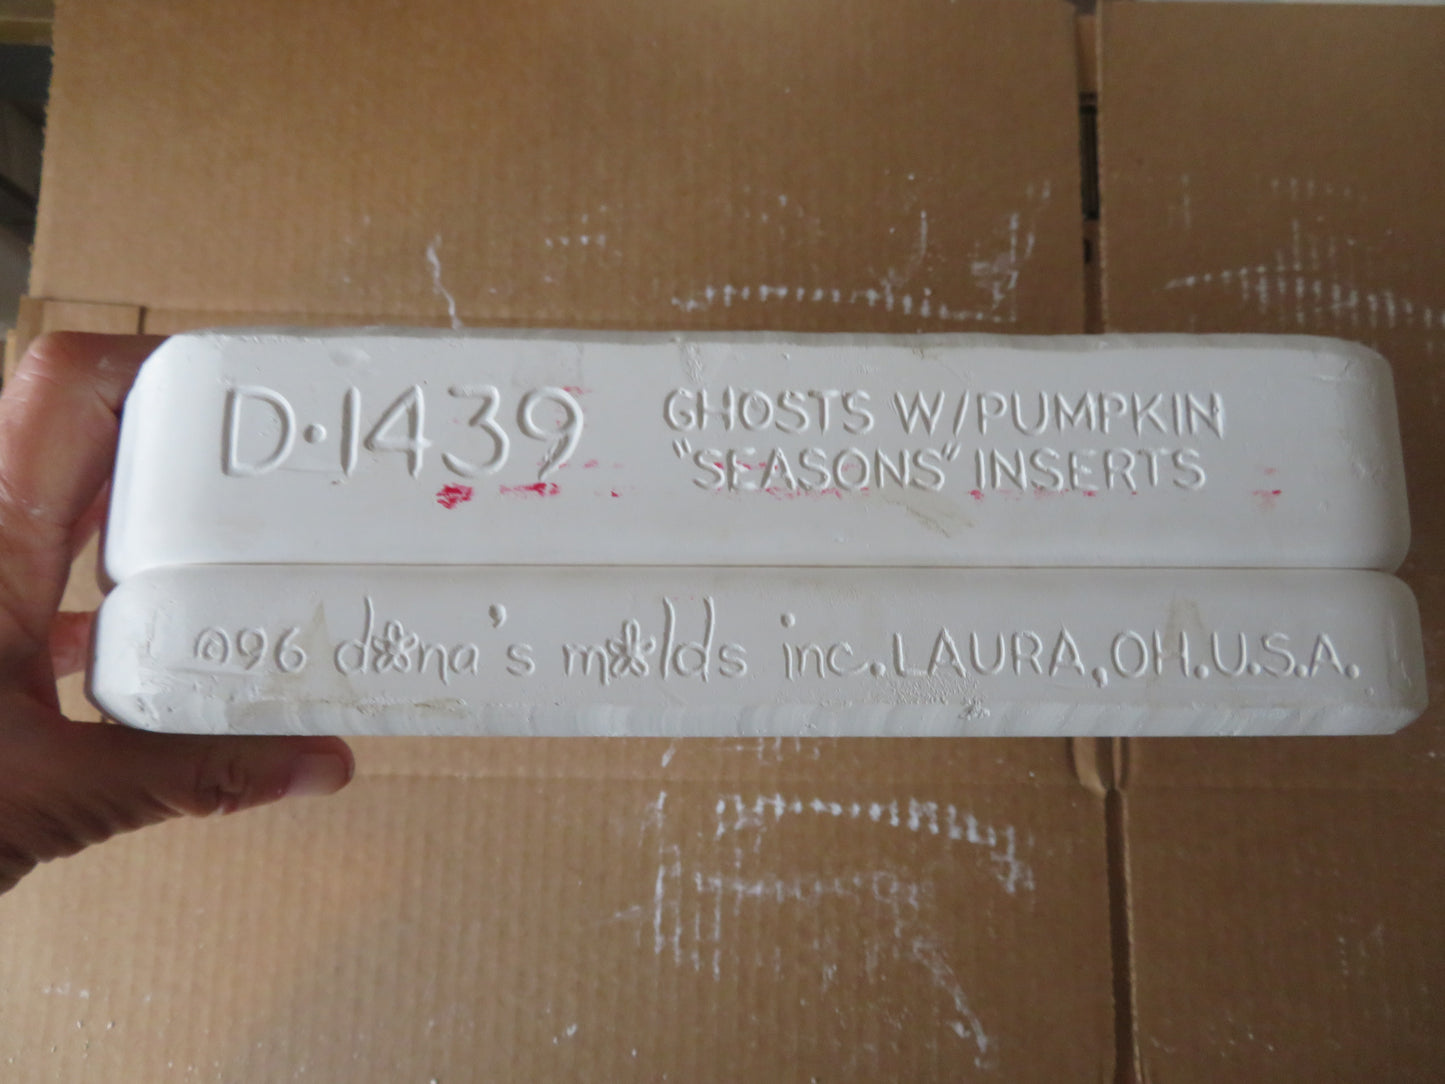 D·1439
GHOSTS W/PUMPKIN
"SEASONS" INSERTS
©96 dona's molds inc. LAURA, OH. U.S.A.